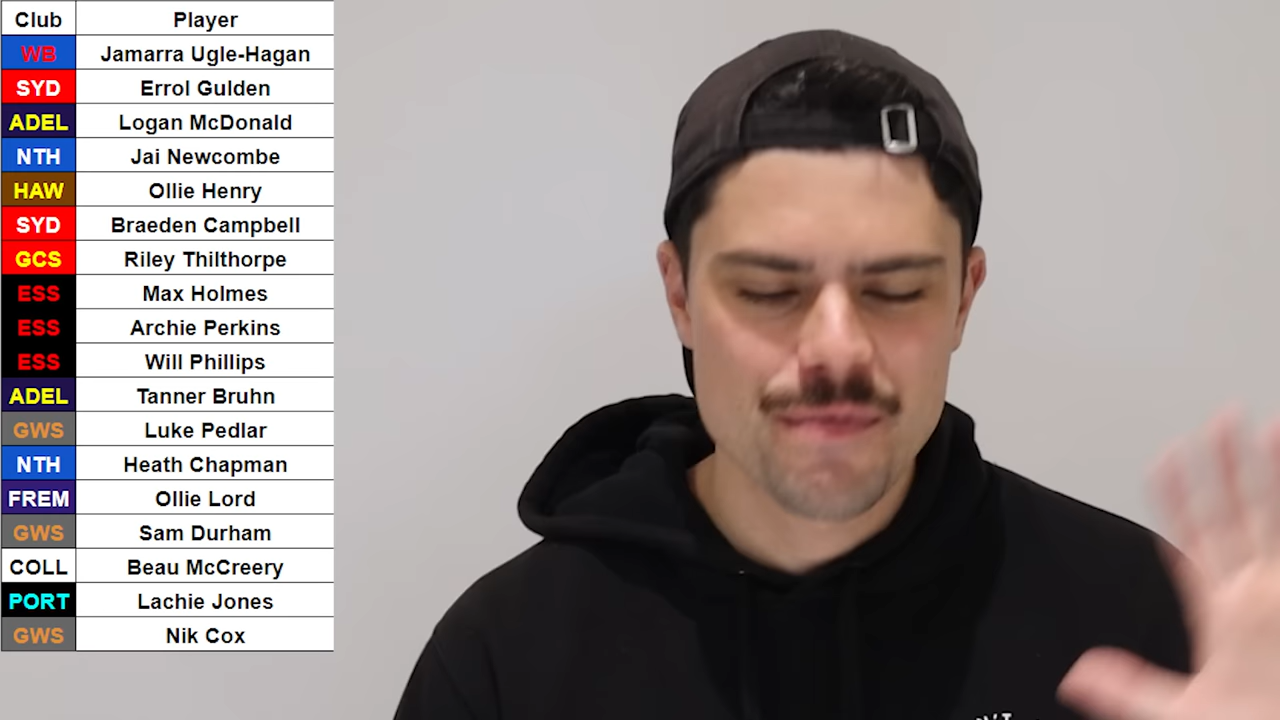 Club Player
WB Jamarra Ugle-Hagan
SYD Errol Gulden
ADEL Logan McDonald
NTH Jai Newcombe
HAW Ollie Henry
SYD Braeden Campbell
GCS Riley Thilthorpe
ESS Max Holmes
ESS Archie Perkins
ESS Will Phillips
ADEL Tanner Bruhn
GWS Luke Pedlar
NTH Heath Chapman
FREM Ollie Lord
GWS Sam Durham
COLL Beau McCreery
PORT Lachie Jones
GWS Nik Cox